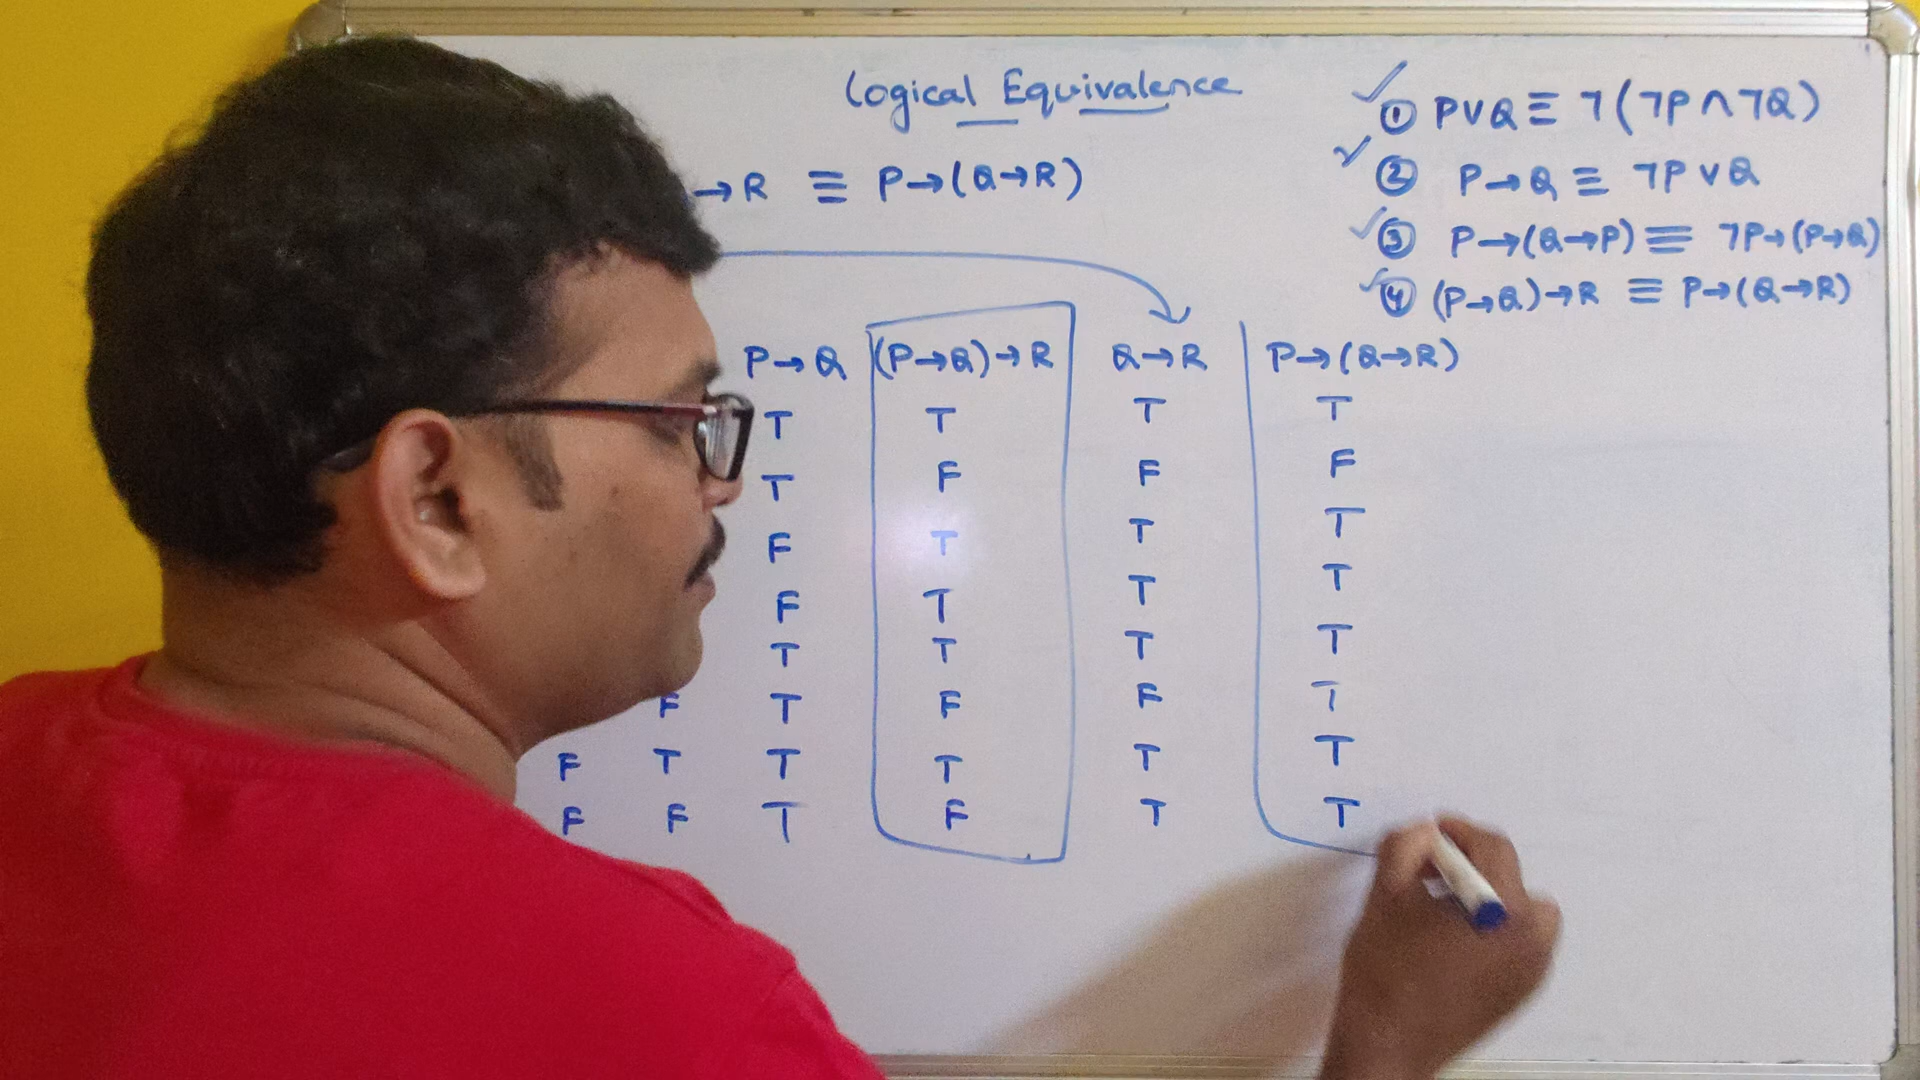 Logical Equivalence
→R ≡ P→(Q→R)
① P∨Q ≡ ¬(¬P∧¬Q)
② P→Q ≡ ¬P∨Q
③ P→(Q→P) ≡ ¬P→(P→Q)
④ (P→Q)→R ≡ P→(Q→R)
P→Q (P→Q)→R Q→R P→(Q→R)
T T T T
T F F F
F T T T
F T T T
T T T T
F T F F T
F T T T T T
F F T F T T